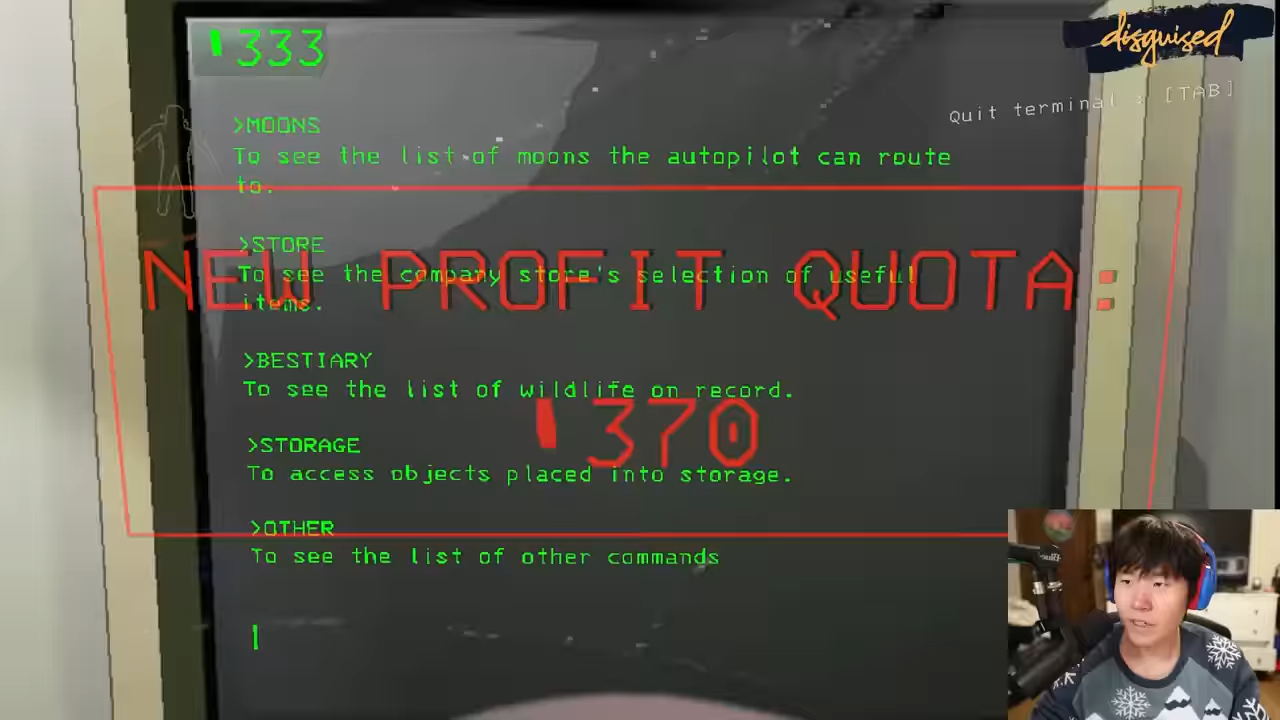 disguised
333
Quit terminal : [TAB]
>MOONS
To see the list of moons the autopilot can route
to.
>STORE
To see the company store's selection of useful
items.
NEW PROFIT QUOTA:
370
>BESTIARY
To see the list of wildlife on record.
>STORAGE
To access objects placed into storage.
>OTHER
To see the list of other commands